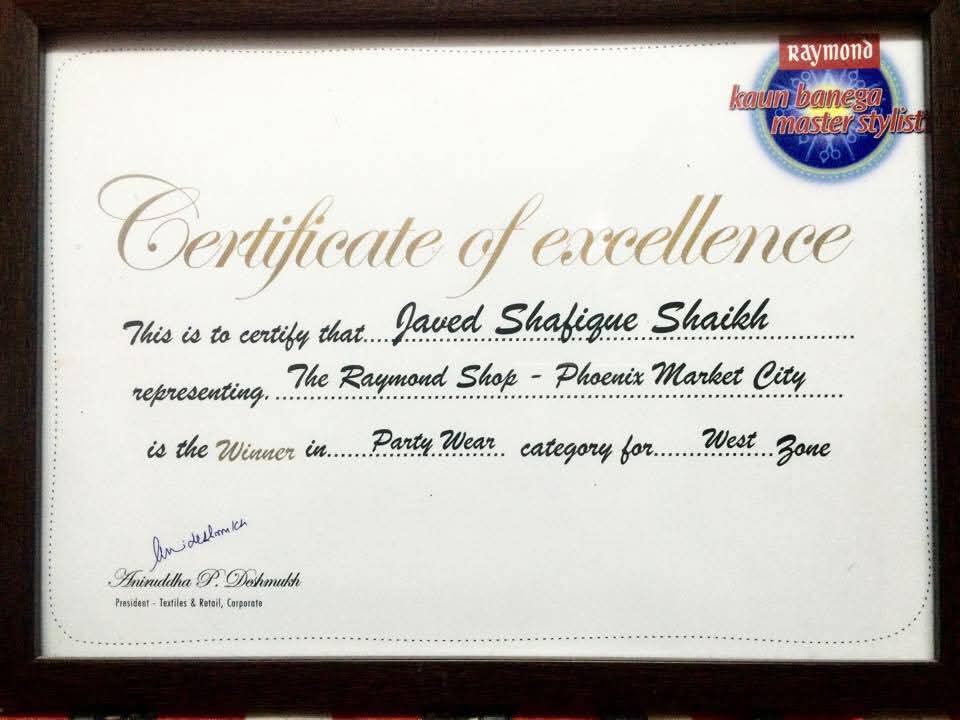 Raymond
kaun banega
master stylist
Certificate of excellence
This is to certify that....Javed Shafique Shaikh
representing. The Raymond Shop - Phoenix Market City
is the Winner in.....Party Wear category for.......West...Zone
Anideshmukh
Aniruddha P. Deshmukh
President - Textiles & Retail, Corporate